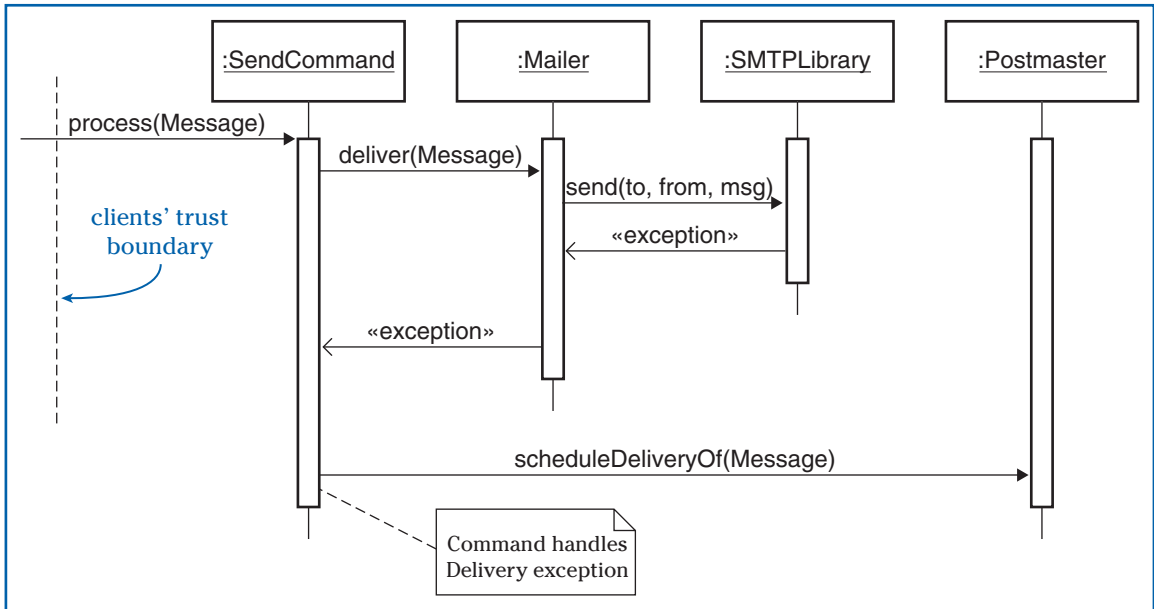 :SendCommand
:Mailer
:SMTPLibrary
:Postmaster
process(Message)
deliver(Message)
send(to, from, msg)
clients’ trust
boundary
«exception»
«exception»
scheduleDeliveryOf(Message)
Command handles
Delivery exception